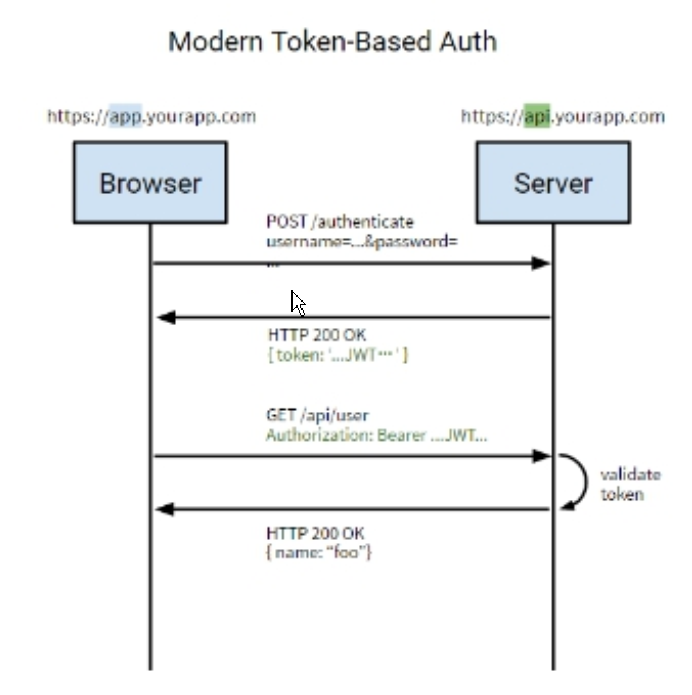 Modern Token-Based Auth
https://app.yourapp.com
https://api.yourapp.com
Browser
Server
POST /authenticate
username=...&password=
...
HTTP 200 OK
{ token: '...JWT...' }
GET /api/user
Authorization: Bearer ....JWT...
validate
token
HTTP 200 OK
{ name: “foo”}